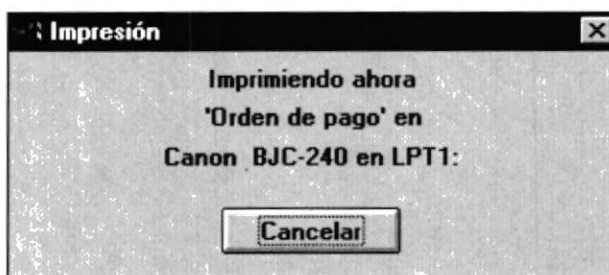 Impresión
Imprimiendo ahora
'Orden de pago' en
Canon BJC-240 en LPT1:
Cancelar